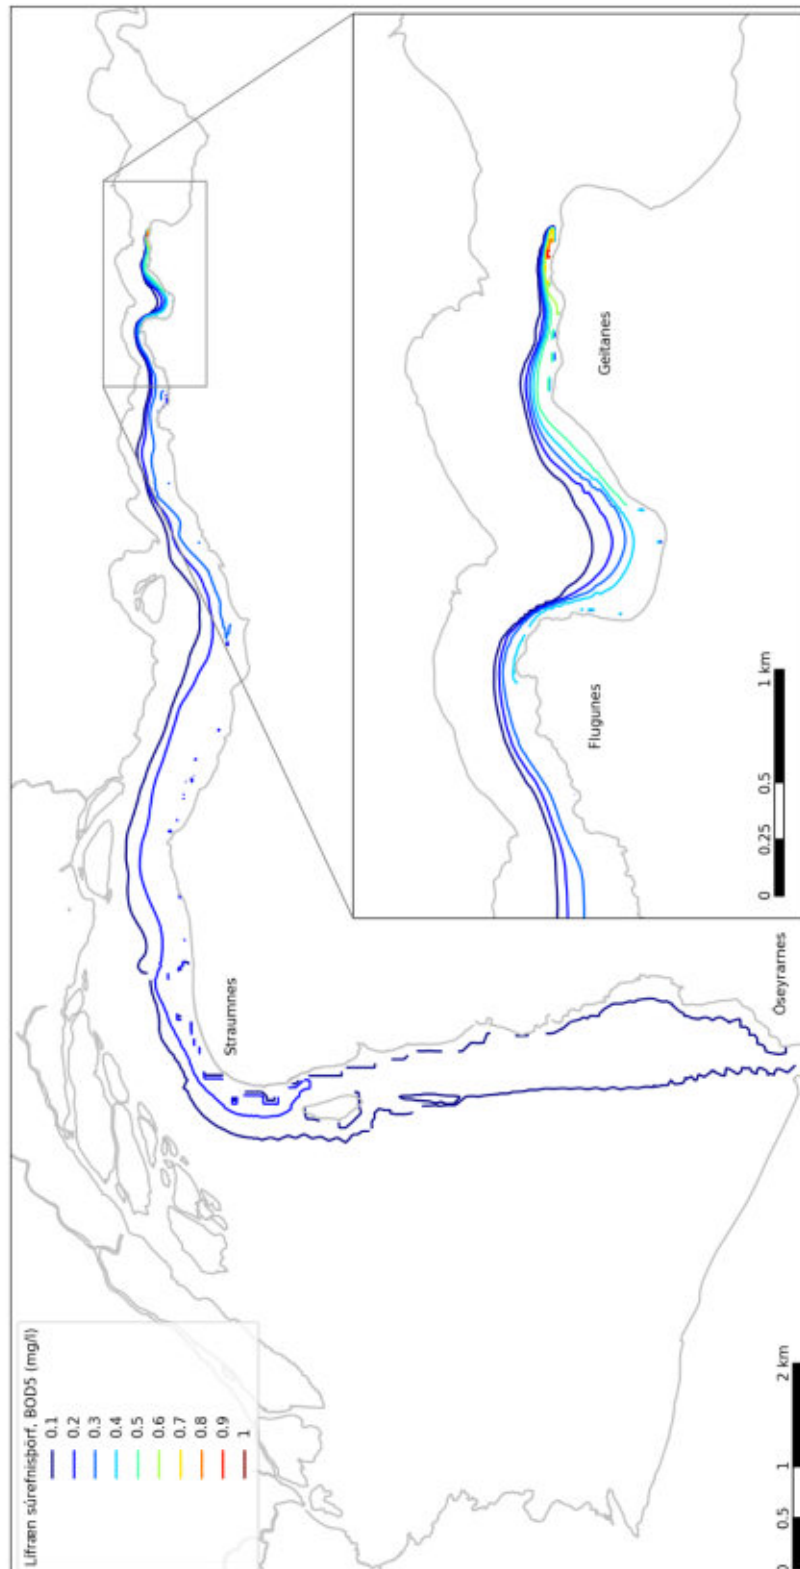 Lífræn súrefnisþörf, BOD5 (mg/l)
0.1
0.2
0.3
0.4
0.5
0.6
0.7
0.8
0.9
1
Straumnes
Óseyrarnes
Flugunes
Geitanes
0 0.25 0.5 1 km
0 0.5 1 2 km